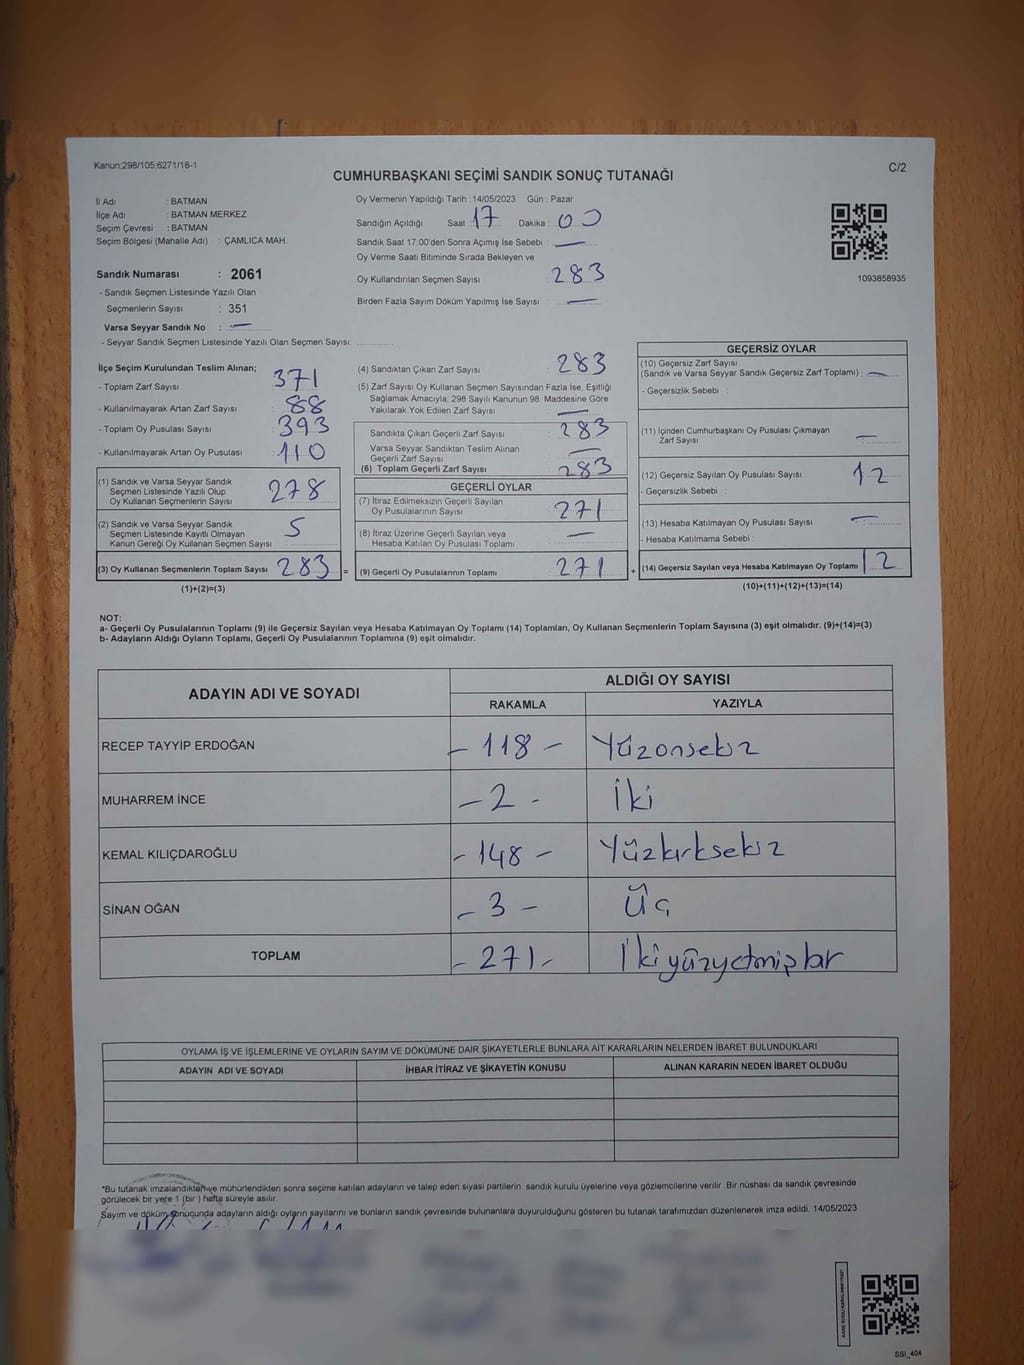 Kanun:298/105;6271/18-1
C/2
CUMHURBAŞKANI SEÇİMİ SANDIK SONUÇ TUTANAĞI
İli Adı : BATMAN
İlçe Adı : BATMAN MERKEZ
Seçim Çevresi : BATMAN
Seçim Bölgesi (Mahalle Adı) : ÇAMLICA MAH.
Sandık Numarası : 2061
- Sandık Seçmen Listesinde Yazılı Olan
Seçmenlerin Sayısı : 351
Varsa Seyyar Sandık No : —
- Seyyar Sandık Seçmen Listesinde Yazılı Olan Seçmen Sayısı:
Oy Vermenin Yapıldığı Tarih : 14/05/2023 Gün : Pazar
Sandığın Açıldığı Saat : 17 Dakika : 00
Sandık Saat 17:00'den Sonra Açımış İse Sebebi : —
Oy Verme Saati Bitiminde Sırada Bekleyen ve
Oy Kullandırılan Seçmen Sayısı : 283
Birden Fazla Sayım Döküm Yapılmış İse Sayısı : —
1093858935
İlçe Seçim Kurulundan Teslim Alınan;
- Toplam Zarf Sayısı : 371
- Kullanılmayarak Artan Zarf Sayısı : 88
- Toplam Oy Pusulası Sayısı : 393
- Kullanılmayarak Artan Oy Pusulası : 110
(1) Sandık ve Varsa Seyyar Sandık
Seçmen Listesinde Yazılı Olup
Oy Kullanan Seçmenlerin Sayısı 278
(2) Sandık ve Varsa Seyyar Sandık
Seçmen Listesinde Kayıtlı Olmayan
Kanun Gereği Oy Kullanan Seçmen Sayısı 5
(3) Oy Kullanan Seçmenlerin Toplam Sayısı 283 =
(1)+(2)=(3)
(4) Sandıktan Çıkan Zarf Sayısı : 283
(5) Zarf Sayısı Oy Kullanan Seçmen Sayısından Fazla İse, Eşitliği
Sağlamak Amacıyla; 298 Sayılı Kanunun 98. Maddesine Göre
Yakılarak Yok Edilen Zarf Sayısı : —
Sandıkta Çıkan Geçerli Zarf Sayısı : 283
Varsa Seyyar Sandıktan Teslim Alınan
Geçerli Zarf Sayısı : —
(6) Toplam Geçerli Zarf Sayısı : 283
GEÇERLİ OYLAR
(7) İtiraz Edilmeksizin Geçerli Sayılan
Oy Pusulalarının Sayısı : 271
(8) İtiraz Üzerine Geçerli Sayılan veya
Hesaba Katılan Oy Pusulası Toplamı : —
(9) Geçerli Oy Pusulalarının Toplamı : 271 +
GEÇERSİZ OYLAR
(10) Geçersiz Zarf Sayısı
(Sandık ve Varsa Seyyar Sandık Geçersiz Zarf Toplamı) : —
- Geçersizlik Sebebi :
(11) İçinden Cumhurbaşkanı Oy Pusulası Çıkmayan
Zarf Sayısı —
(12) Geçersiz Sayılan Oy Pusulası Sayısı : 12
- Geçersizlik Sebebi :
(13) Hesaba Katılmayan Oy Pusulası Sayısı : —
- Hesaba Katılmama Sebebi :
(14) Geçersiz Sayılan veya Hesaba Katılmayan Oy Toplamı 12
(10)+(11)+(12)+(13)=(14)
NOT:
a- Geçerli Oy Pusulalarının Toplamı (9) ile Geçersiz Sayılan veya Hesaba Katılmayan Oy Toplamı (14) Toplamları, Oy Kullanan Seçmenlerin Toplam Sayısına (3) eşit olmalıdır. (9)+(14)=(3)
b- Adayların Aldığı Oyların Toplamı, Geçerli Oy Pusulalarının Toplamına (9) eşit olmalıdır.
ADAYIN ADI VE SOYADI ALDIĞI OY SAYISI
RAKAMLA YAZIYLA
RECEP TAYYİP ERDOĞAN - 118 - Yüzonsekiz
MUHARREM İNCE - 2 - İki
KEMAL KILIÇDAROĞLU - 148 - Yüzkırksekiz
SİNAN OĞAN - 3 - Üç
TOPLAM - 271 - İkiyüzyetmişbir
OYLAMA İŞ VE İŞLEMLERİNE VE OYLARIN SAYIM VE DÖKÜMÜNE DAİR ŞİKAYETLERLE BUNLARA AİT KARARLARIN NELERDEN İBARET BULUNDUKLARI
ADAYIN ADI VE SOYADI İHBAR İTİRAZ VE ŞİKAYETİN KONUSU ALINAN KARARIN NEDEN İBARET OLDUĞU
*Bu tutanak imzalandıktan ve mühürlendikten sonra seçime katılan adayların ve talep eden siyasi partilerin sandık kurulu üyelerine veya gözlemcilerine verilir .Bir nüshası da sandık çevresinde
görülecek bir yere 1 (bir ) hafta süreyle asılır.
Sayım ve döküm sonucunda adayların aldığı oyların sayılarını ve bunların sandık çevresinde bulunanlara duyurulduğunu gösteren bu tutanak tarafımızdan düzenlenerek imza edildi. 14/05/2023
SSI_404